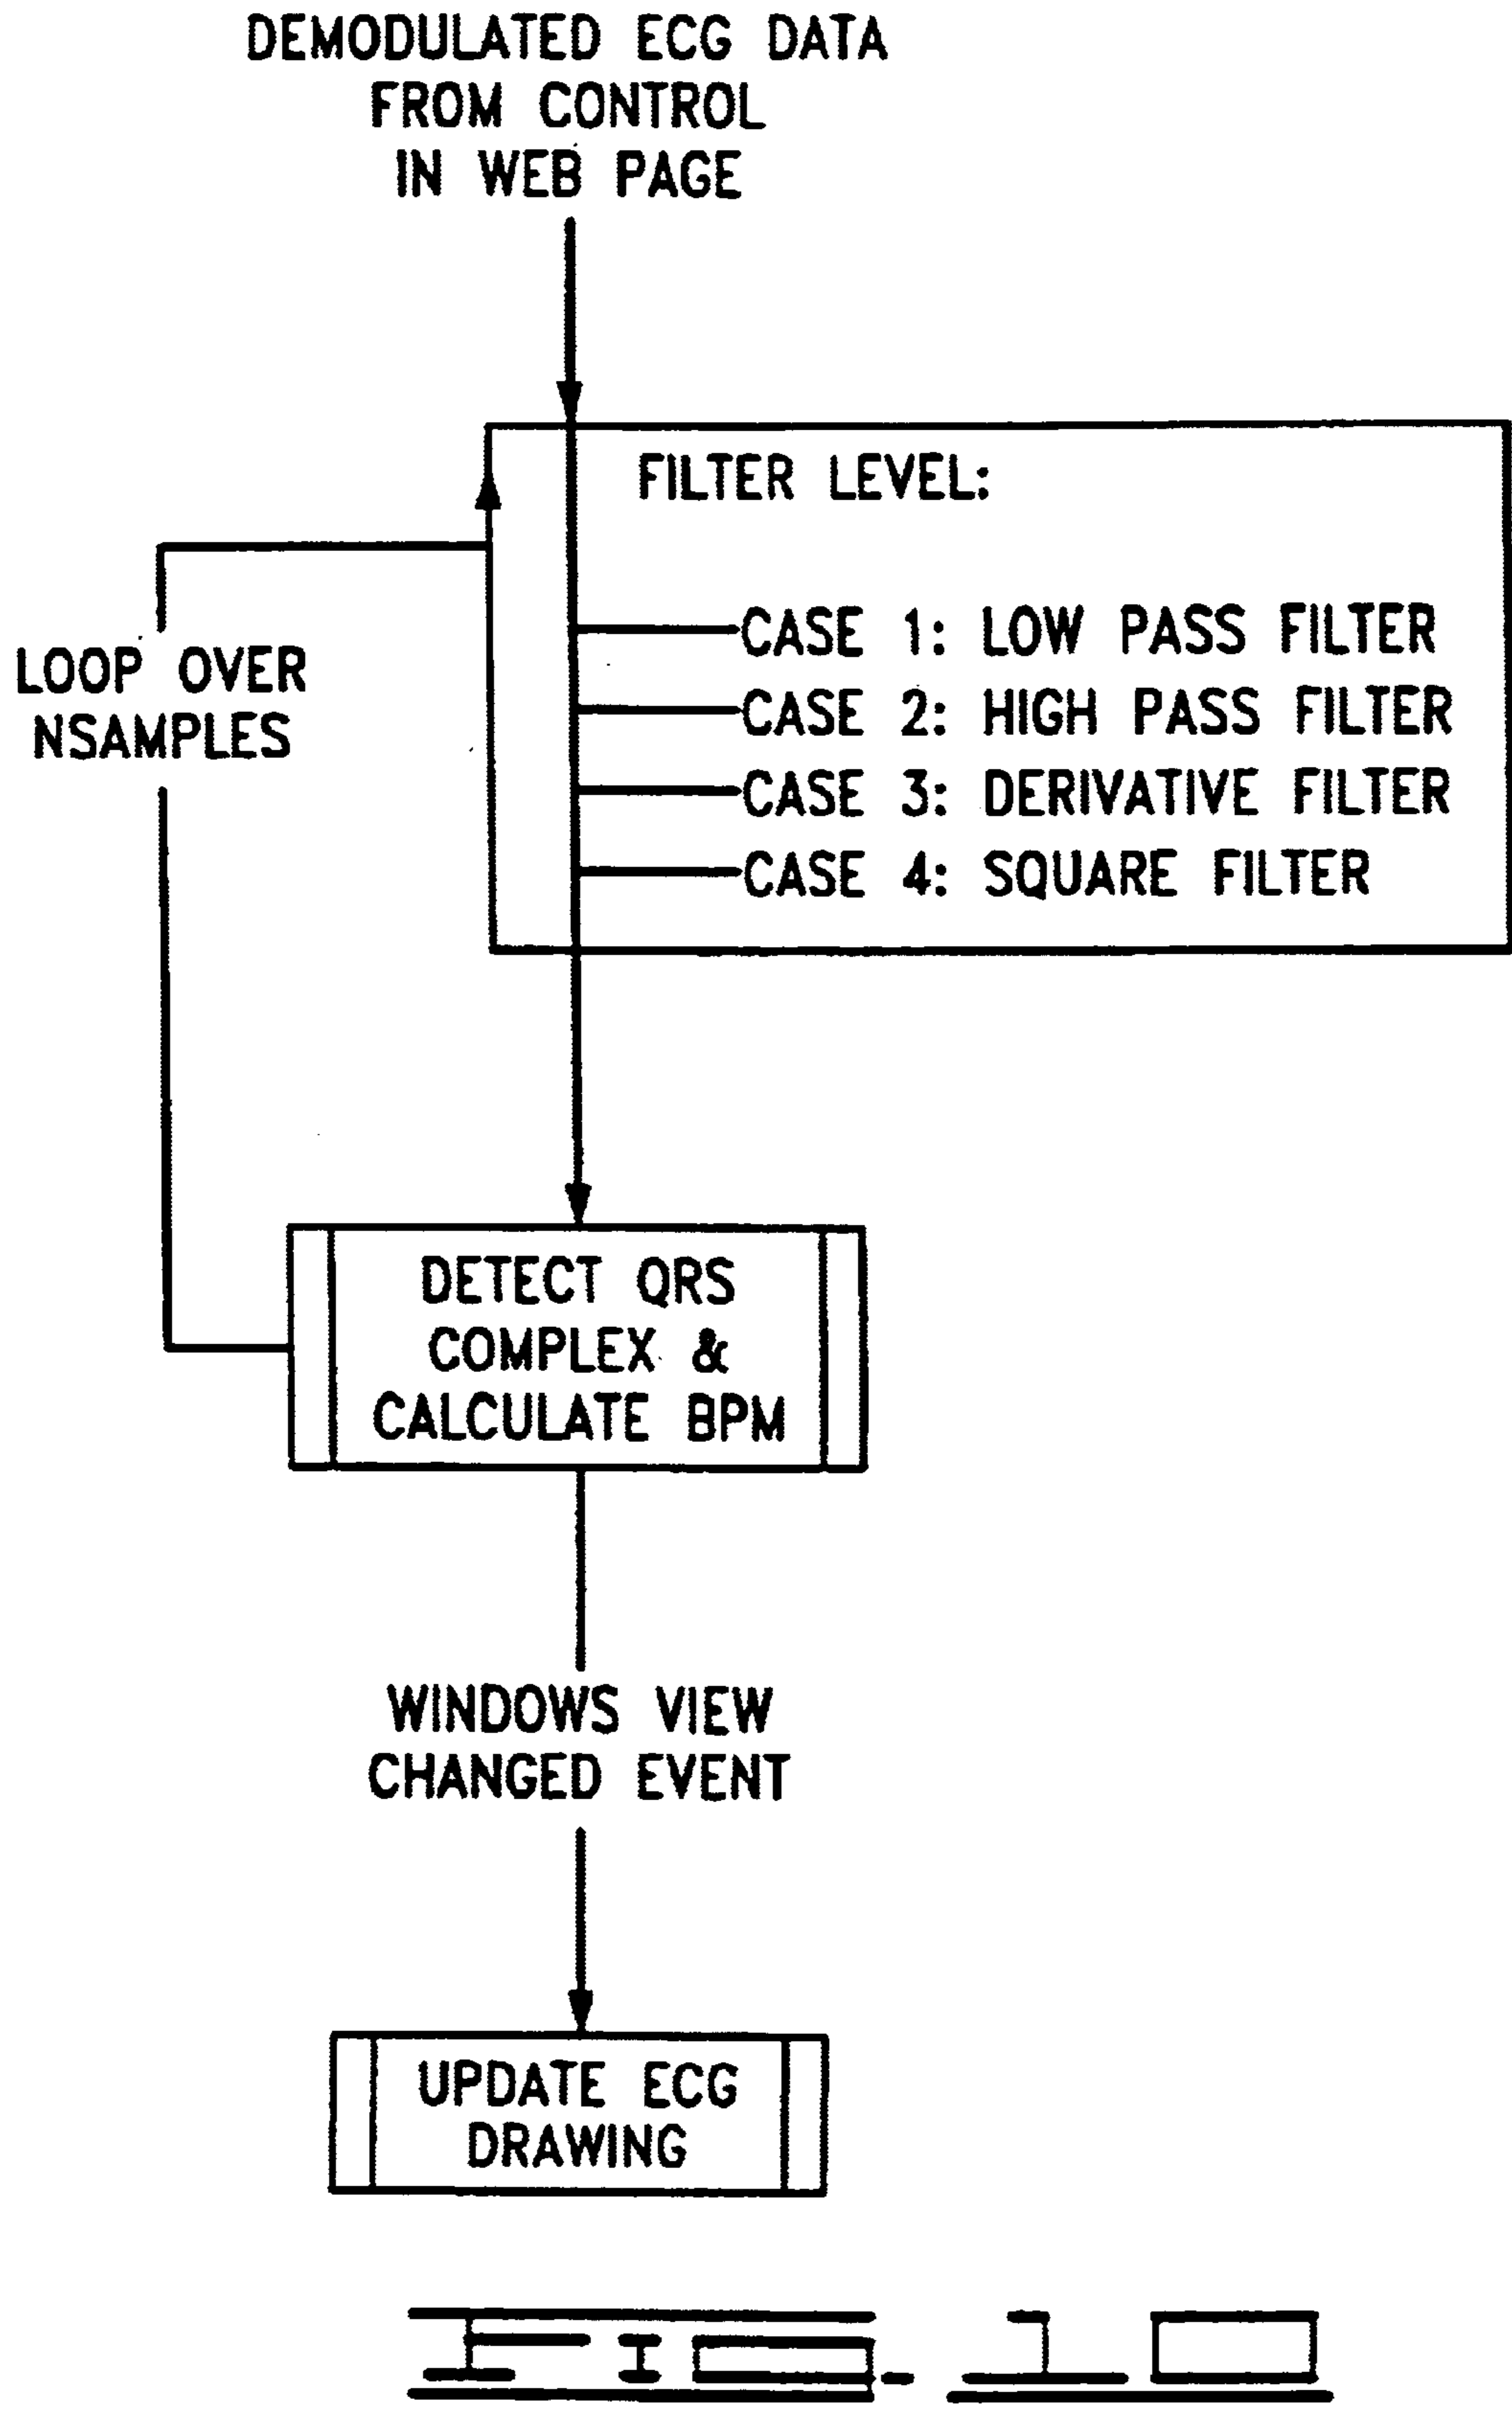 DEMODULATED ECG DATA
FROM CONTROL
IN WEB PAGE
FILTER LEVEL:
CASE 1: LOW PASS FILTER
CASE 2: HIGH PASS FILTER
CASE 3: DERIVATIVE FILTER
CASE 4: SQUARE FILTER
LOOP OVER
NSAMPLES
DETECT QRS
COMPLEX &
CALCULATE BPM
WINDOWS VIEW
CHANGED EVENT
UPDATE ECG
DRAWING
Fig. 10